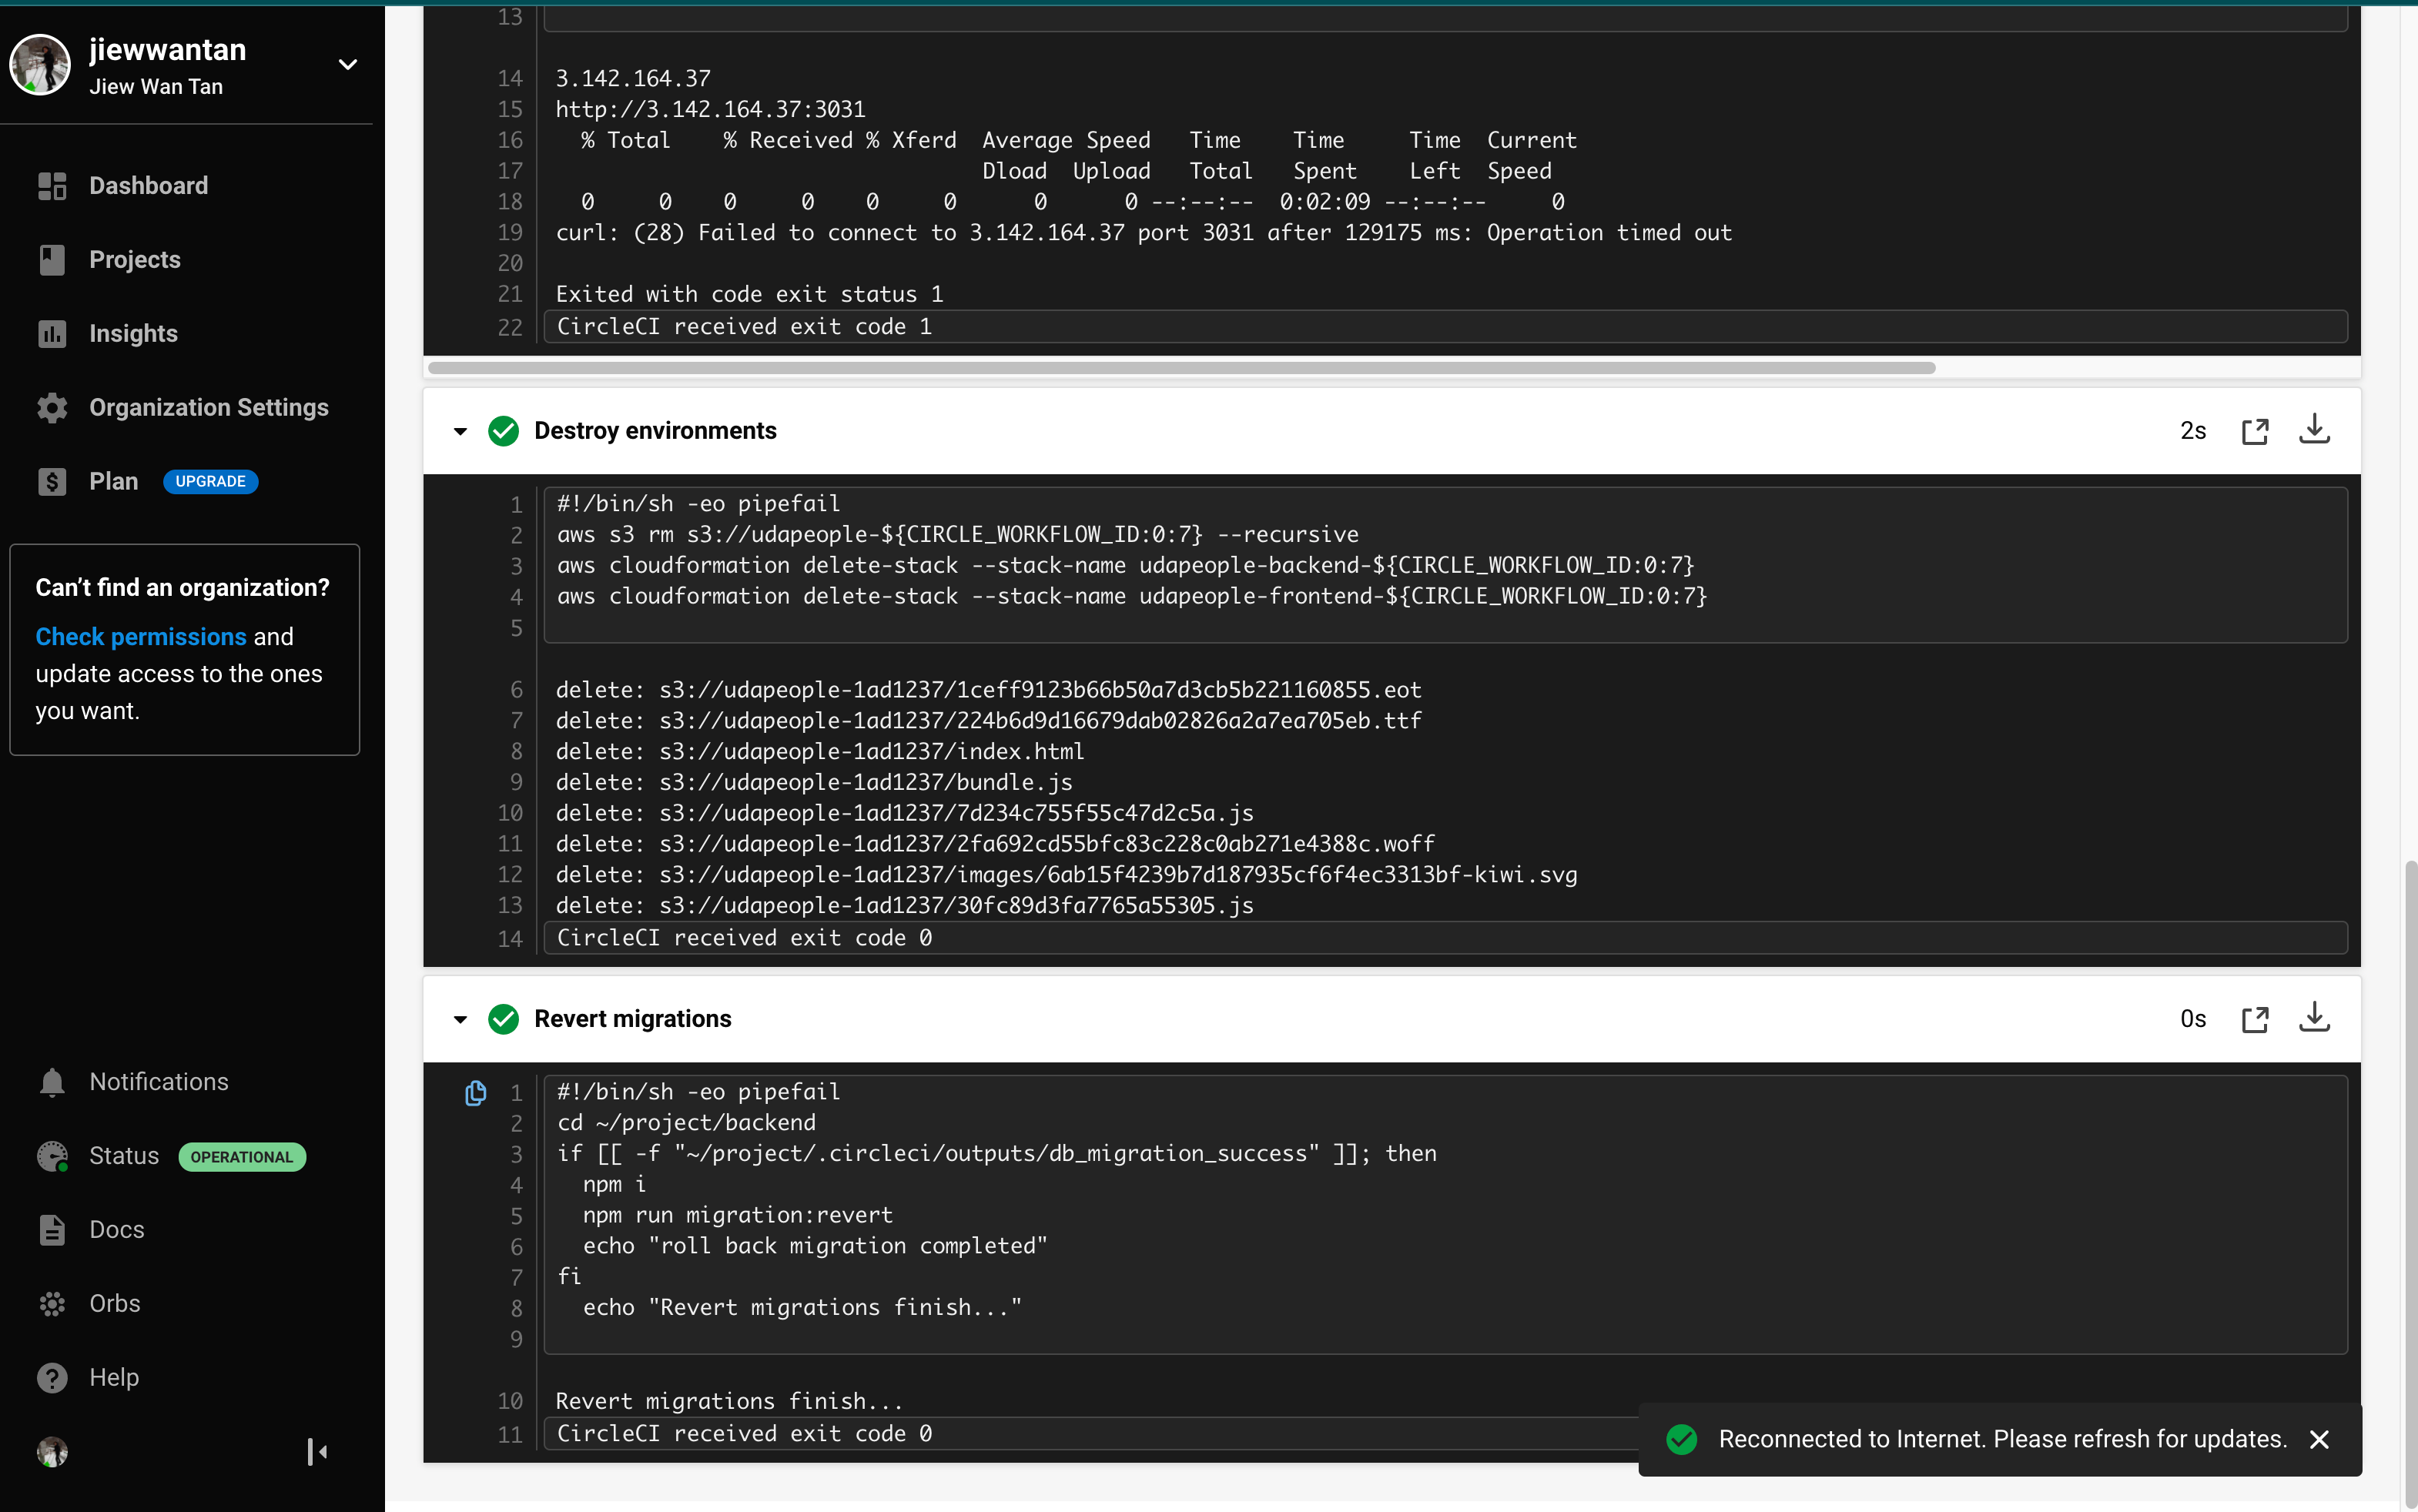 jiewwantan
Jiew Wan Tan
Dashboard
Projects
Insights
Organization Settings
Plan UPGRADE
Can’t find an organization?
Check permissions and
update access to the ones
you want.
Notifications
Status OPERATIONAL
Docs
Orbs
Help
13
14 3.142.164.37
15 http://3.142.164.37:3031
16 % Total % Received % Xferd Average Speed Time Time Time Current
17 Dload Upload Total Spent Left Speed
18 0 0 0 0 0 0 0 0 --:--:-- 0:02:09 --:--:-- 0
19 curl: (28) Failed to connect to 3.142.164.37 port 3031 after 129175 ms: Operation timed out
20
21 Exited with code exit status 1
22 CircleCI received exit code 1
Destroy environments 2s
1 #!/bin/sh -eo pipefail
2 aws s3 rm s3://udapeople-${CIRCLE_WORKFLOW_ID:0:7} --recursive
3 aws cloudformation delete-stack --stack-name udapeople-backend-${CIRCLE_WORKFLOW_ID:0:7}
4 aws cloudformation delete-stack --stack-name udapeople-frontend-${CIRCLE_WORKFLOW_ID:0:7}
5
6 delete: s3://udapeople-1ad1237/1ceff9123b66b50a7d3cb5b221160855.eot
7 delete: s3://udapeople-1ad1237/224b6d9d16679dab02826a2a7ea705eb.ttf
8 delete: s3://udapeople-1ad1237/index.html
9 delete: s3://udapeople-1ad1237/bundle.js
10 delete: s3://udapeople-1ad1237/7d234c755f55c47d2c5a.js
11 delete: s3://udapeople-1ad1237/2fa692cd55bfc83c228c0ab271e4388c.woff
12 delete: s3://udapeople-1ad1237/images/6ab15f4239b7d187935cf6f4ec3313bf-kiwi.svg
13 delete: s3://udapeople-1ad1237/30fc89d3fa7765a55305.js
14 CircleCI received exit code 0
Revert migrations 0s
1 #!/bin/sh -eo pipefail
2 cd ~/project/backend
3 if [[ -f "~/project/.circleci/outputs/db_migration_success" ]]; then
4 npm i
5 npm run migration:revert
6 echo "roll back migration completed"
7 fi
8 echo "Revert migrations finish..."
9
10 Revert migrations finish...
11 CircleCI received exit code 0
Reconnected to Internet. Please refresh for updates.